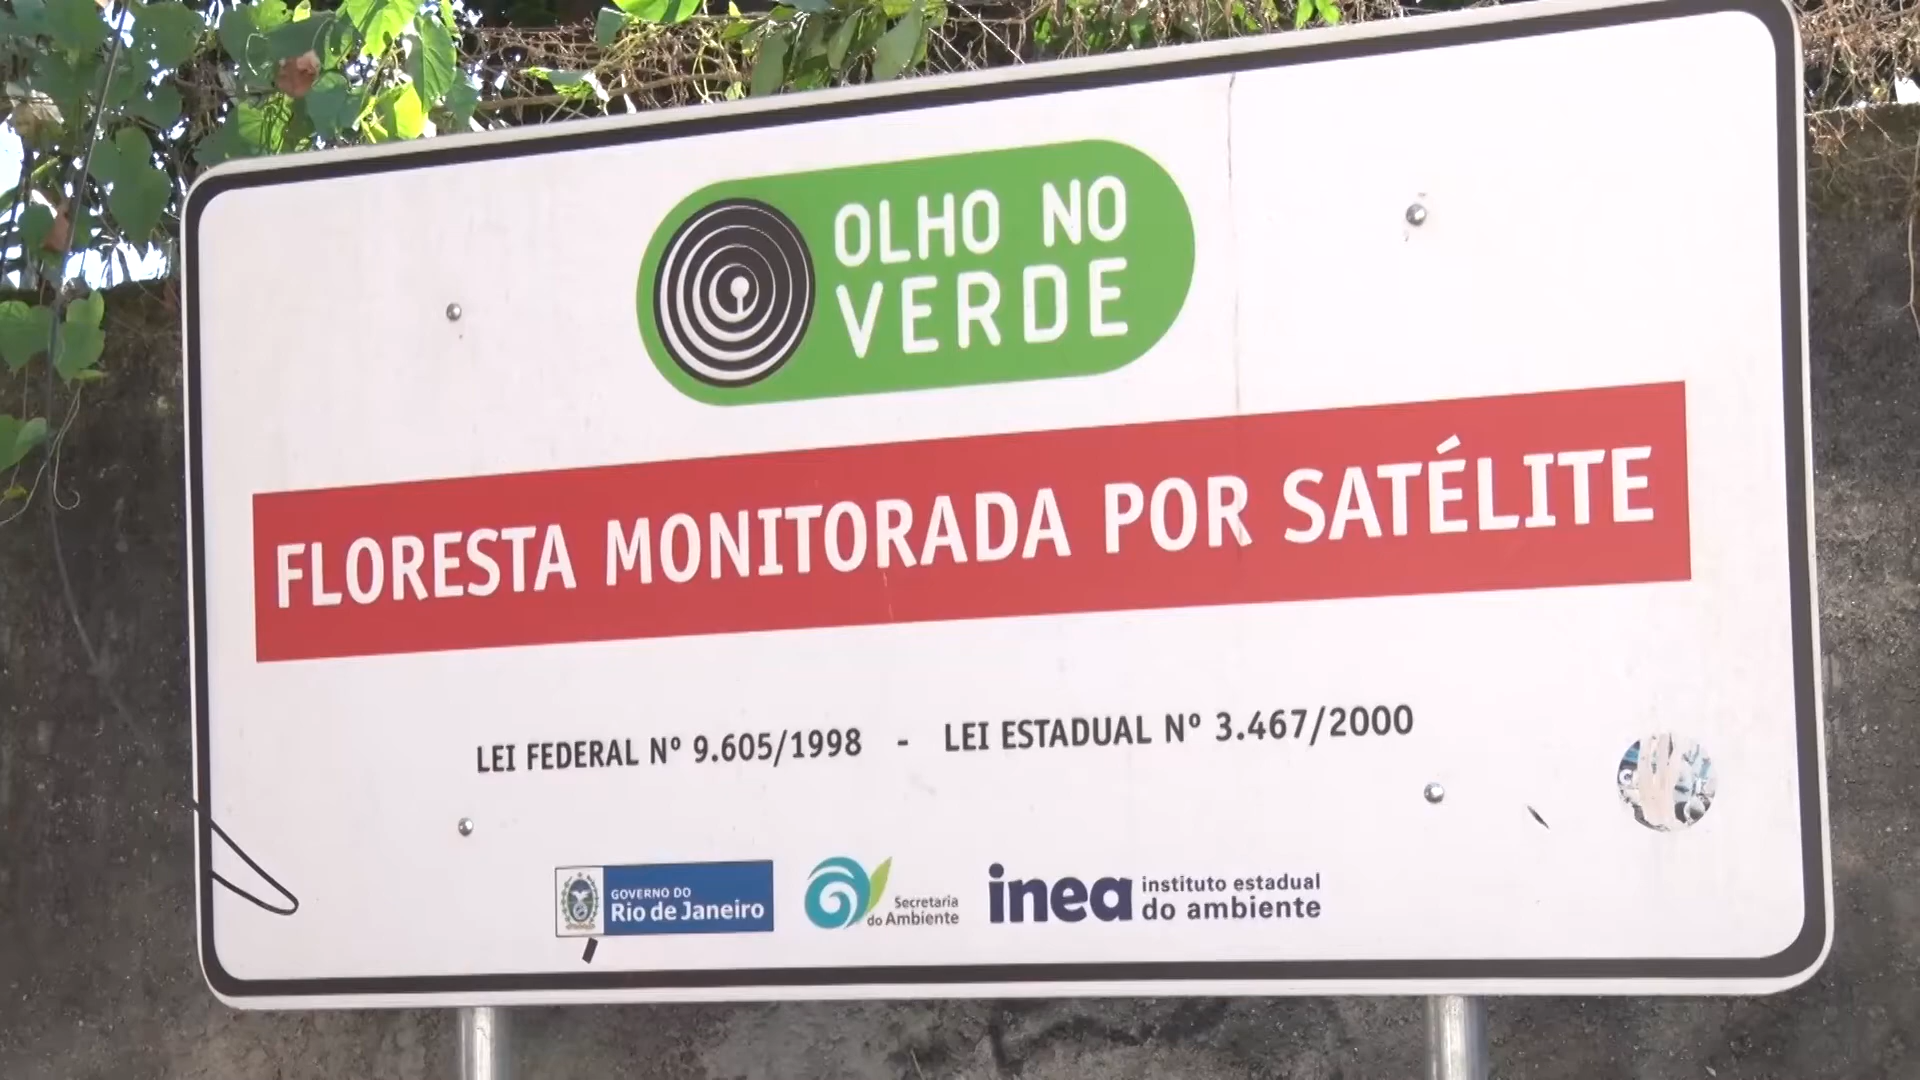 OLHO NO
VERDE
FLORESTA MONITORADA POR SATÉLITE
LEI FEDERAL Nº 9.605/1998 - LEI ESTADUAL Nº 3.467/2000
GOVERNO DO
Rio de Janeiro
Secretaria
do Ambiente
inea instituto estadual
do ambiente